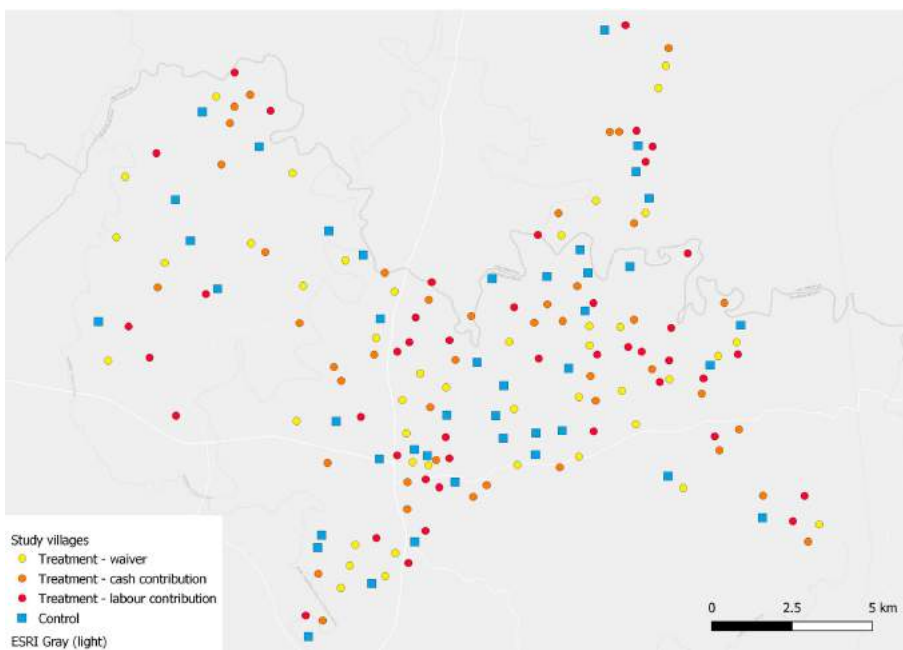 0 2.5 5 km
Study villages
Treatment - waiver
Treatment - cash contribution
Treatment - labour contribution
Control
ESRI Gray (light)